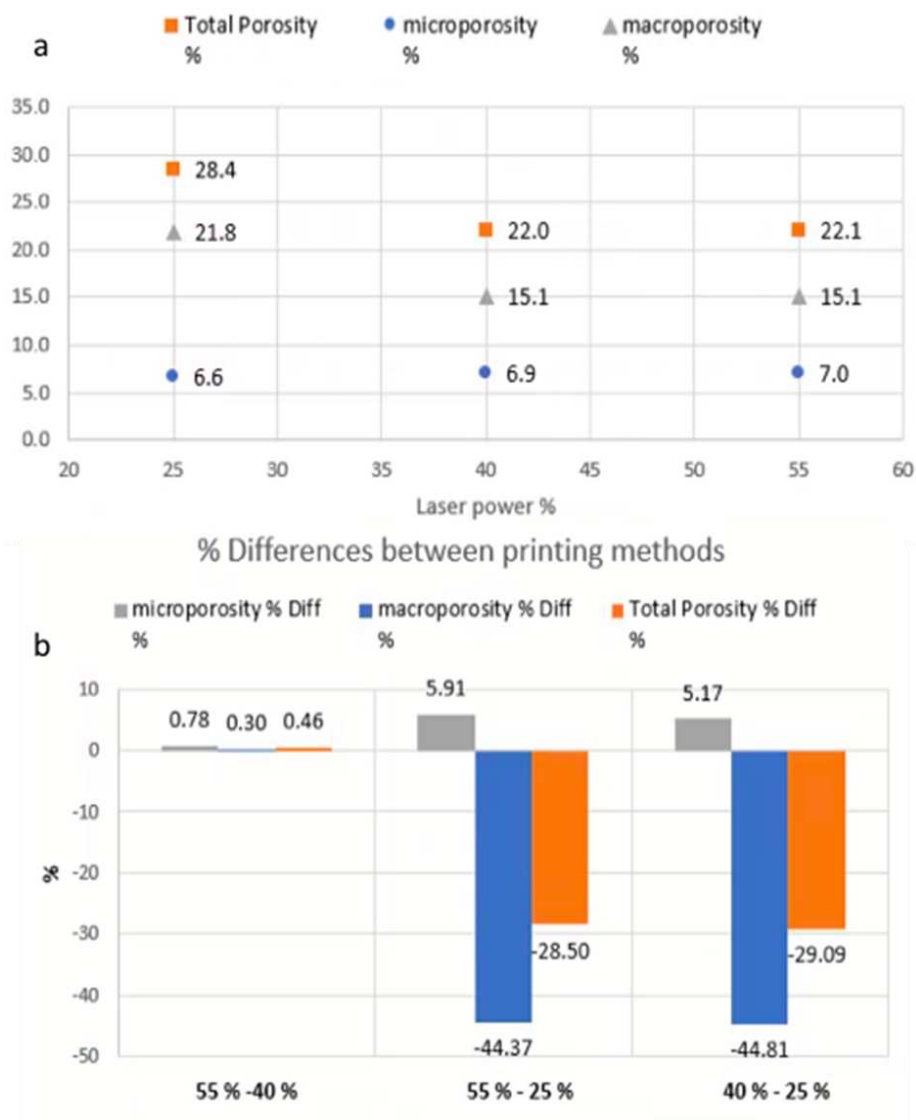 a
Total Porosity % microporosity % macroporosity %
35.0
30.0
25.0
20.0
15.0
10.0
5.0
0.0
28.4
21.8 22.0 22.1
15.1 15.1
6.6 6.9 7.0
20 25 30 35 40 45 50 55 60
Laser power %
% Differences between printing methods
microporosity % Diff % macroporosity % Diff % Total Porosity % Diff %
b
10
0
-10
-20
-30
-40
-50
%
0.78 0.30 0.46
5.91
-44.37
-28.50
5.17
-44.81
-29.09
55 % -40 % 55 % - 25 % 40 % - 25 %